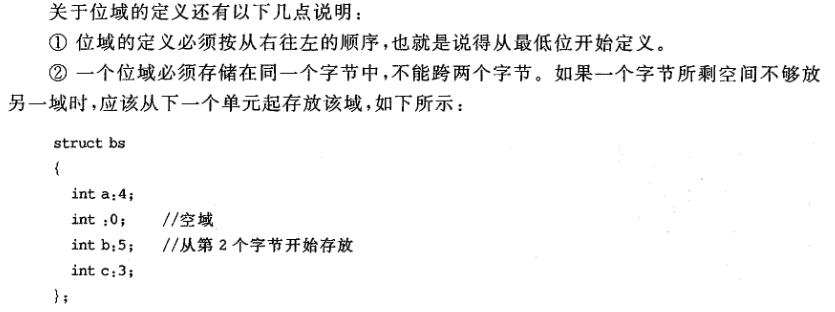 关于位域的定义还有以下几点说明：
① 位域的定义必须按从右往左的顺序，也就是说得从最低位开始定义。
② 一个位域必须存储在同一个字节中，不能跨两个字节。如果一个字节所剩空间不够放
另一域时，应该从下一个单元起存放该域，如下所示：
struct bs
{
int a:4;
int :0; //空域
int b:5; //从第 2 个字节开始存放
int c:3;
};